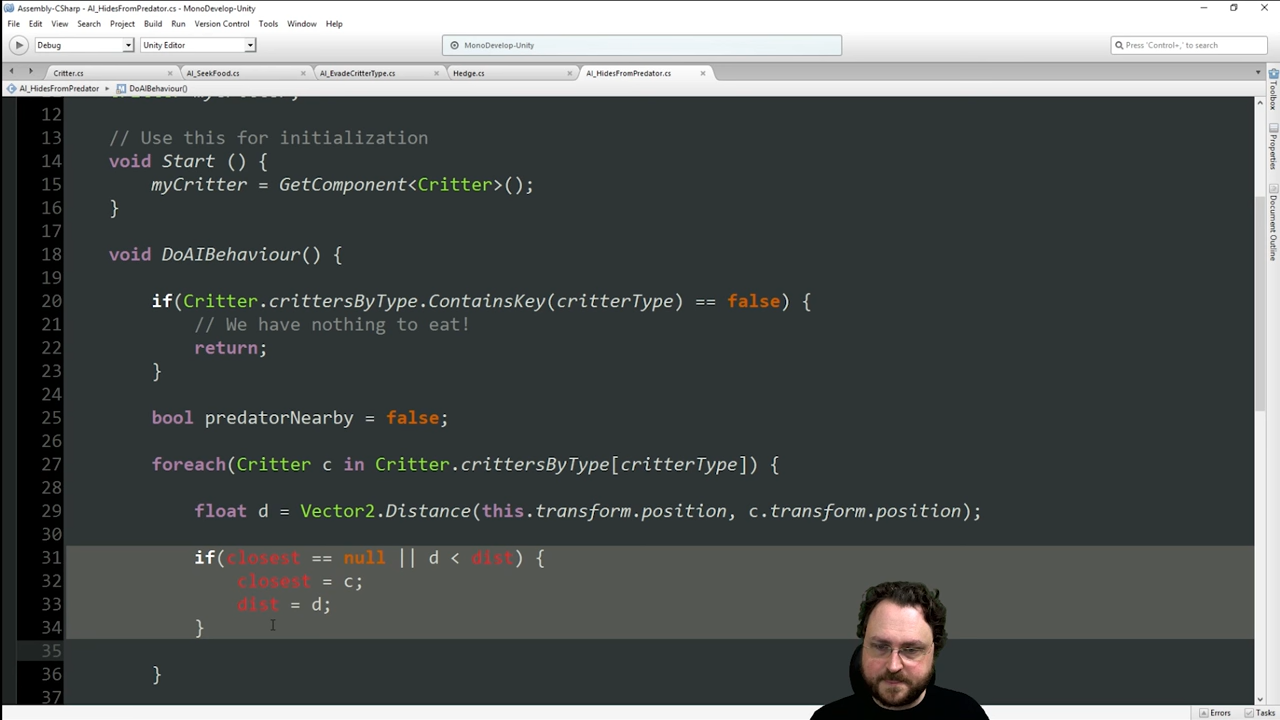 Assembly-CSharp - AI_HidesFromPredator.cs - MonoDevelop-Unity
File Edit View Search Project Build Run Version Control Tools Window Help
Debug Unity Editor MonoDevelop-Unity Press 'Control+,' to search
Critter.cs AI_SeekFood.cs AI_EvadeCritterType.cs Hedge.cs AI_HidesFromPredator.cs
AI_HidesFromPredator DoAIBehaviour()
12
13 // Use this for initialization
14 void Start () {
15 myCritter = GetComponent<Critter>();
16 }
17
18 void DoAIBehaviour() {
19
20 if(Critter.crittersByType.ContainsKey(critterType) == false) {
21 // We have nothing to eat!
22 return;
23 }
24
25 bool predatorNearby = false;
26
27 foreach(Critter c in Critter.crittersByType[critterType]) {
28
29 float d = Vector2.Distance(this.transform.position, c.transform.position);
30
31 if(closest == null || d < dist) {
32 closest = c;
33 dist = d;
34 }
35
36 }
37
Toolbox
Properties
Document Outline
Errors Tasks